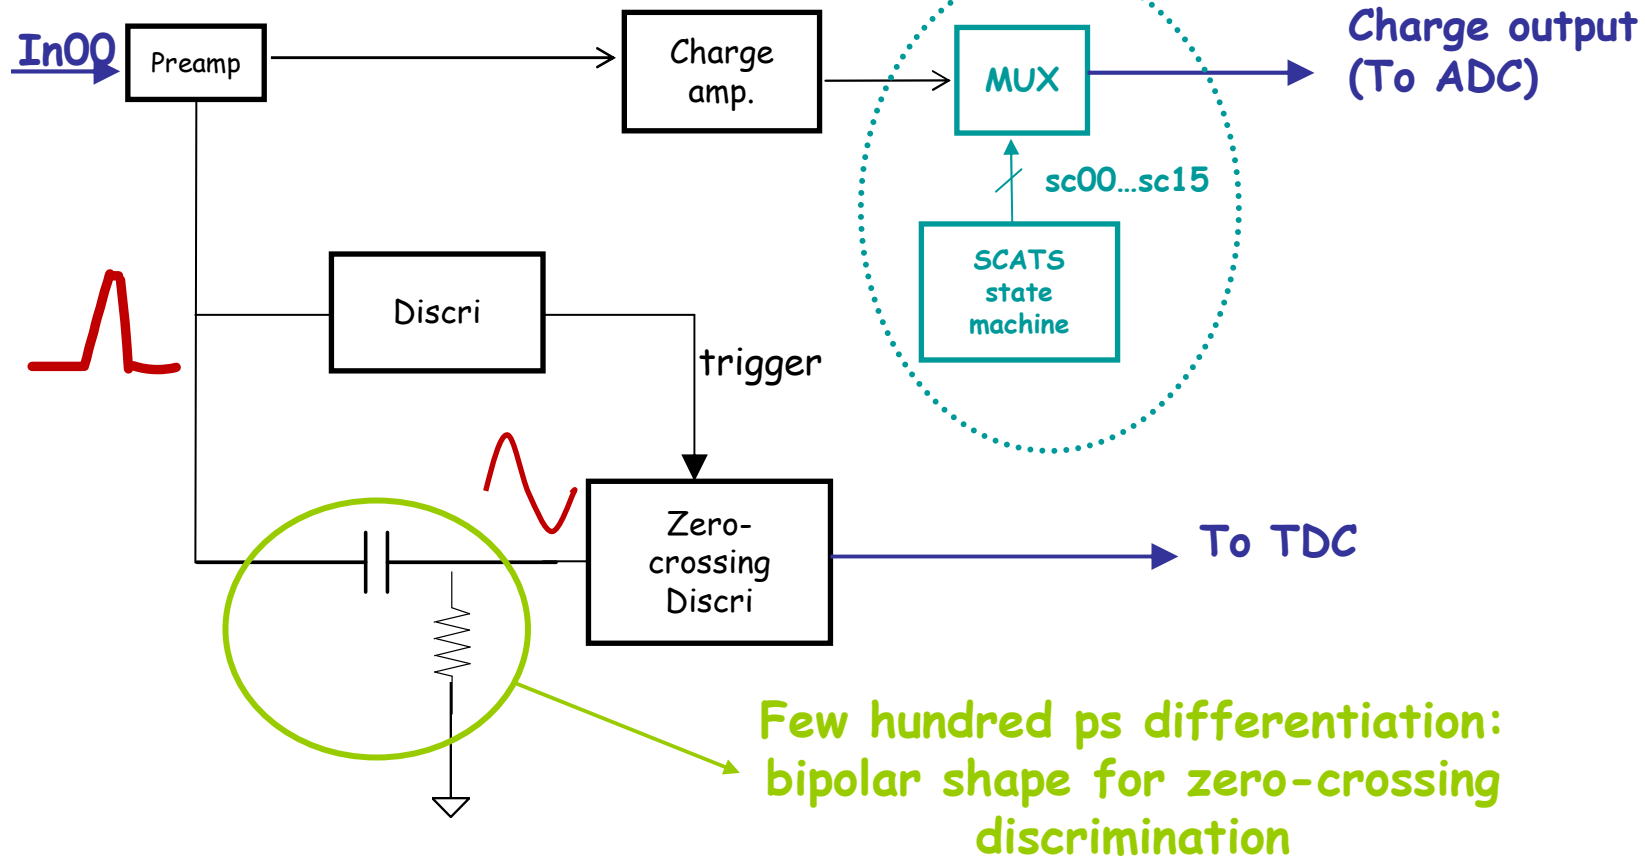 In00
Preamp
Charge
amp.
MUX
Charge output
(To ADC)
sc00...sc15
SCATS
state
machine
Discri
trigger
Zero-
crossing
Discri
To TDC
Few hundred ps differentiation:
bipolar shape for zero-crossing
discrimination